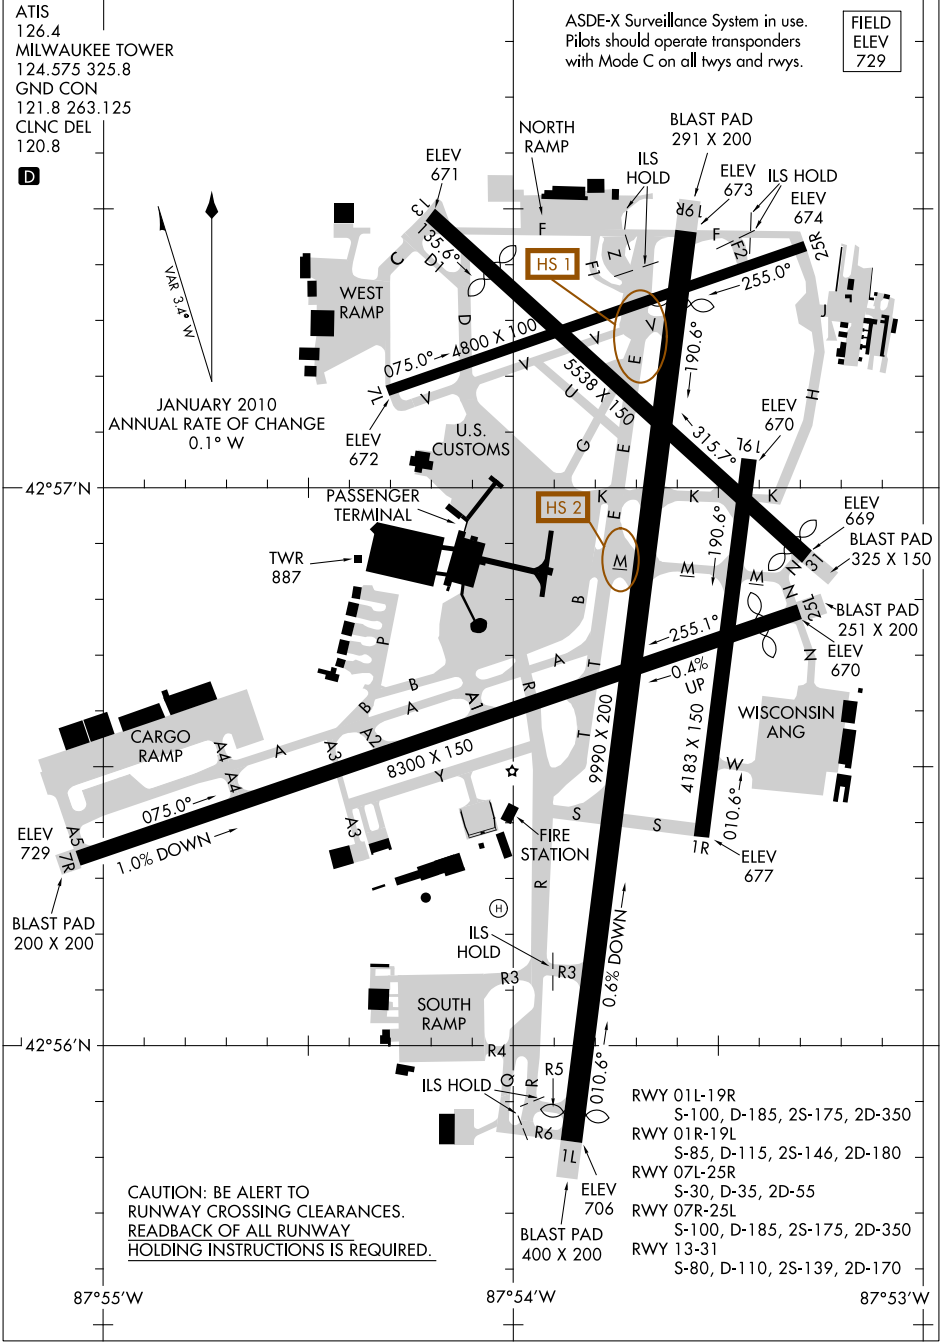 ATIS
126.4
MILWAUKEE TOWER
124.575 325.8
GND CON
121.8 263.125
CLNC DEL
120.8
D
ASDE-X Surveillance System in use.
Pilots should operate transponders
with Mode C on all twys and rwys.
FIELD
ELEV
729
NORTH
RAMP
BLAST PAD
291 X 200
ILS
HOLD
ELEV
671
ELEV
673
ILS HOLD
ELEV
674
VAR 3.4° W
JANUARY 2010
ANNUAL RATE OF CHANGE
0.1° W
13
135.6°
19R
25R
F
F
F1
F2
Z
C
D1
D
HS 1
255.0°
WEST
RAMP
J
075.0°
4800 X 100
V
V
V
V
E
190.6°
7L
5538 X 150
U
H
ELEV
672
U.S.
CUSTOMS
G
E
315.7°
16L
ELEV
670
42°57'N
PASSENGER
TERMINAL
K
K
K
HS 2
E
190.6°
ELEV
669
BLAST PAD
325 X 150
TWR
887
M
M
M
31
N
N
25L
BLAST PAD
251 X 200
B
P
255.1°
0.4%
UP
ELEV
670
N
B
B
A
A
A1
A2
R
T
T
9990 X 200
4183 X 150
WISCONSIN
ANG
W
010.6°
CARGO
RAMP
A4
A4
A
A3
A3
8300 X 150
Y
075.0°
1.0% DOWN
ELEV
729
A5
7R
BLAST PAD
200 X 200
FIRE
STATION
S
S
1R
ELEV
677
R
H
ILS
HOLD
R3
R3
0.6% DOWN
SOUTH
RAMP
R4
42°56'N
010.6°
ILS HOLD
Q
R
R5
R6
1L
ELEV
706
BLAST PAD
400 X 200
RWY 01L-19R
S-100, D-185, 2S-175, 2D-350
RWY 01R-19L
S-85, D-115, 2S-146, 2D-180
RWY 07L-25R
S-30, D-35, 2D-55
RWY 07R-25L
S-100, D-185, 2S-175, 2D-350
RWY 13-31
S-80, D-110, 2S-139, 2D-170
CAUTION: BE ALERT TO
RUNWAY CROSSING CLEARANCES.
READBACK OF ALL RUNWAY
HOLDING INSTRUCTIONS IS REQUIRED.
87°55'W
87°54'W
87°53'W